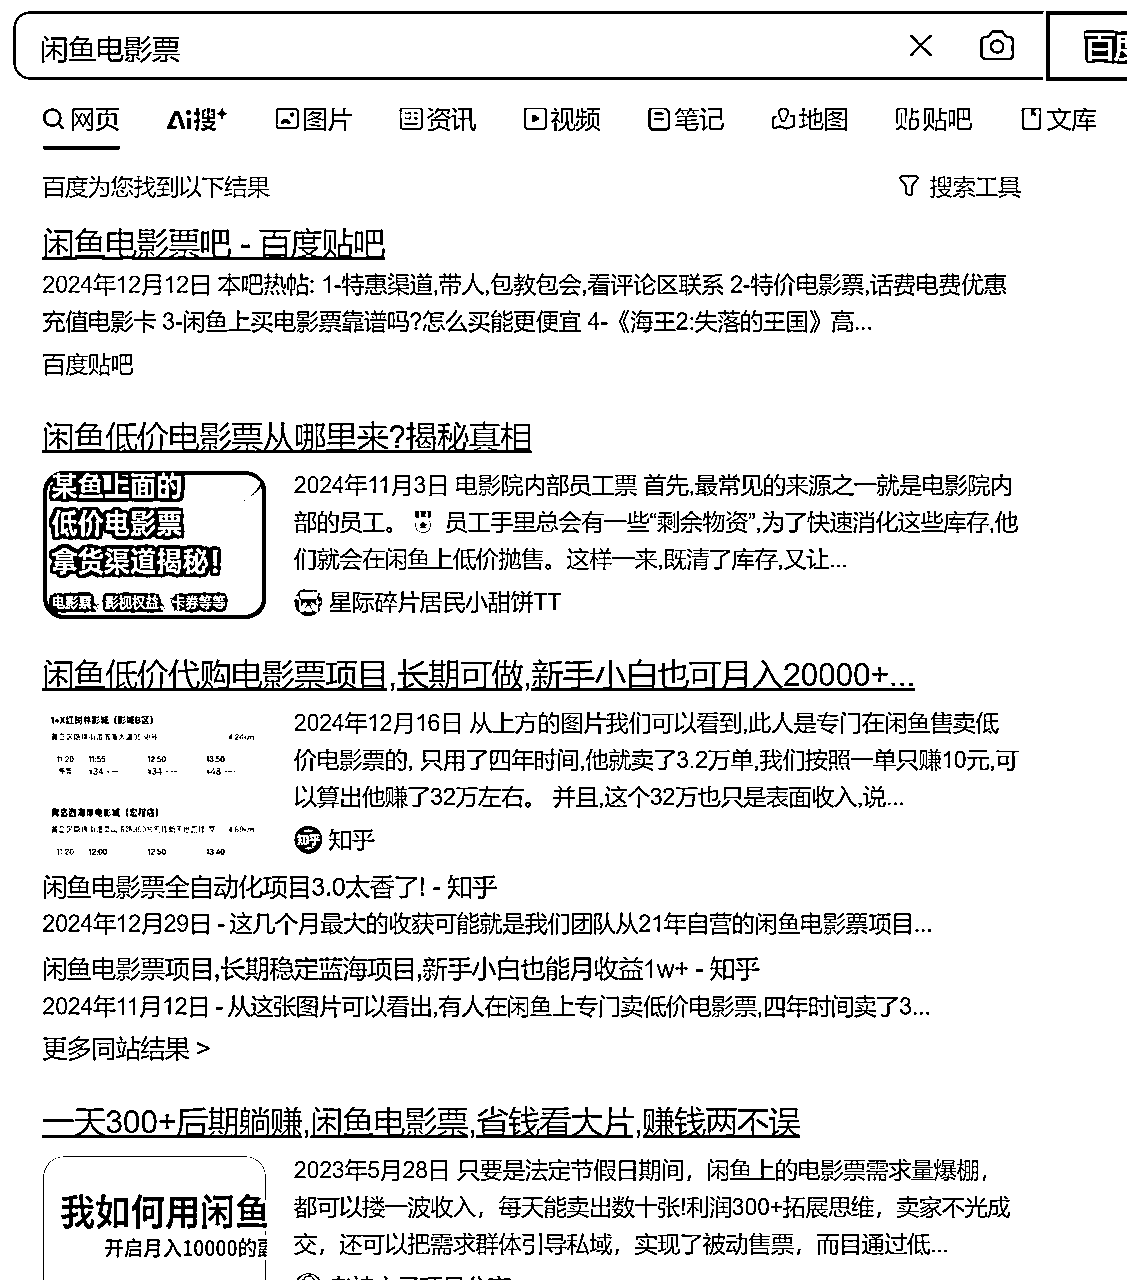 闲鱼电影票
百度
网页 Ai搜 图片 资讯 视频 笔记 地图 贴贴吧 文库
百度为您找到以下结果 搜索工具
闲鱼电影票吧 - 百度贴吧
2024年12月12日 本吧热帖: 1-特惠渠道,带人,包教包会,看评论区联系 2-特价电影票,话费电费优惠
充值电影卡 3-闲鱼上买电影票靠谱吗?怎么买能更便宜 4-《海王2:失落的王国》高...
百度贴吧
闲鱼低价电影票从哪里来?揭秘真相
某鱼上面的
低价电影票
拿货渠道揭秘!
电影票、影视权益、卡券等等
2024年11月3日 电影院内部员工票 首先,最常见的来源之一就是电影院内
部的员工。 员工手里总会有一些“剩余物资”,为了快速消化这些库存,他
们就会在闲鱼上低价抛售。这样一来,既清了库存,又让...
星际碎片居民小甜饼TT
闲鱼低价代购电影票项目,长期可做,新手小白也可月入20000+...
11:20 11:55 12:50 13:50
12:00 12:50 13:40
2024年12月16日 从上方的图片我们可以看到,此人是专门在闲鱼售卖低
价电影票的, 只用了四年时间,他就卖了3.2万单,我们按照一单只赚10元,可
以算出他赚了32万左右。 并且,这个32万也只是表面收入,说...
知乎
闲鱼电影票全自动化项目3.0太香了! - 知乎
2024年12月29日 - 这几个月最大的收获可能就是我们团队从21年自营的闲鱼电影票项目...
闲鱼电影票项目,长期稳定蓝海项目,新手小白也能月收益1w+ - 知乎
2024年11月12日 - 从这张图片可以看出,有人在闲鱼上专门卖低价电影票,四年时间卖了3...
更多同站结果 >
一天300+后期躺赚,闲鱼电影票,省钱看大片,赚钱两不误
我如何用闲鱼
开启月入10000的
2023年5月28日 只要是法定节假日期间，闲鱼上的电影票需求量爆棚，
都可以搂一波收入，每天能卖出数十张!利润300+拓展思维，卖家不光成
交，还可以把需求群体引导私域，实现了被动售票，而且通过低...